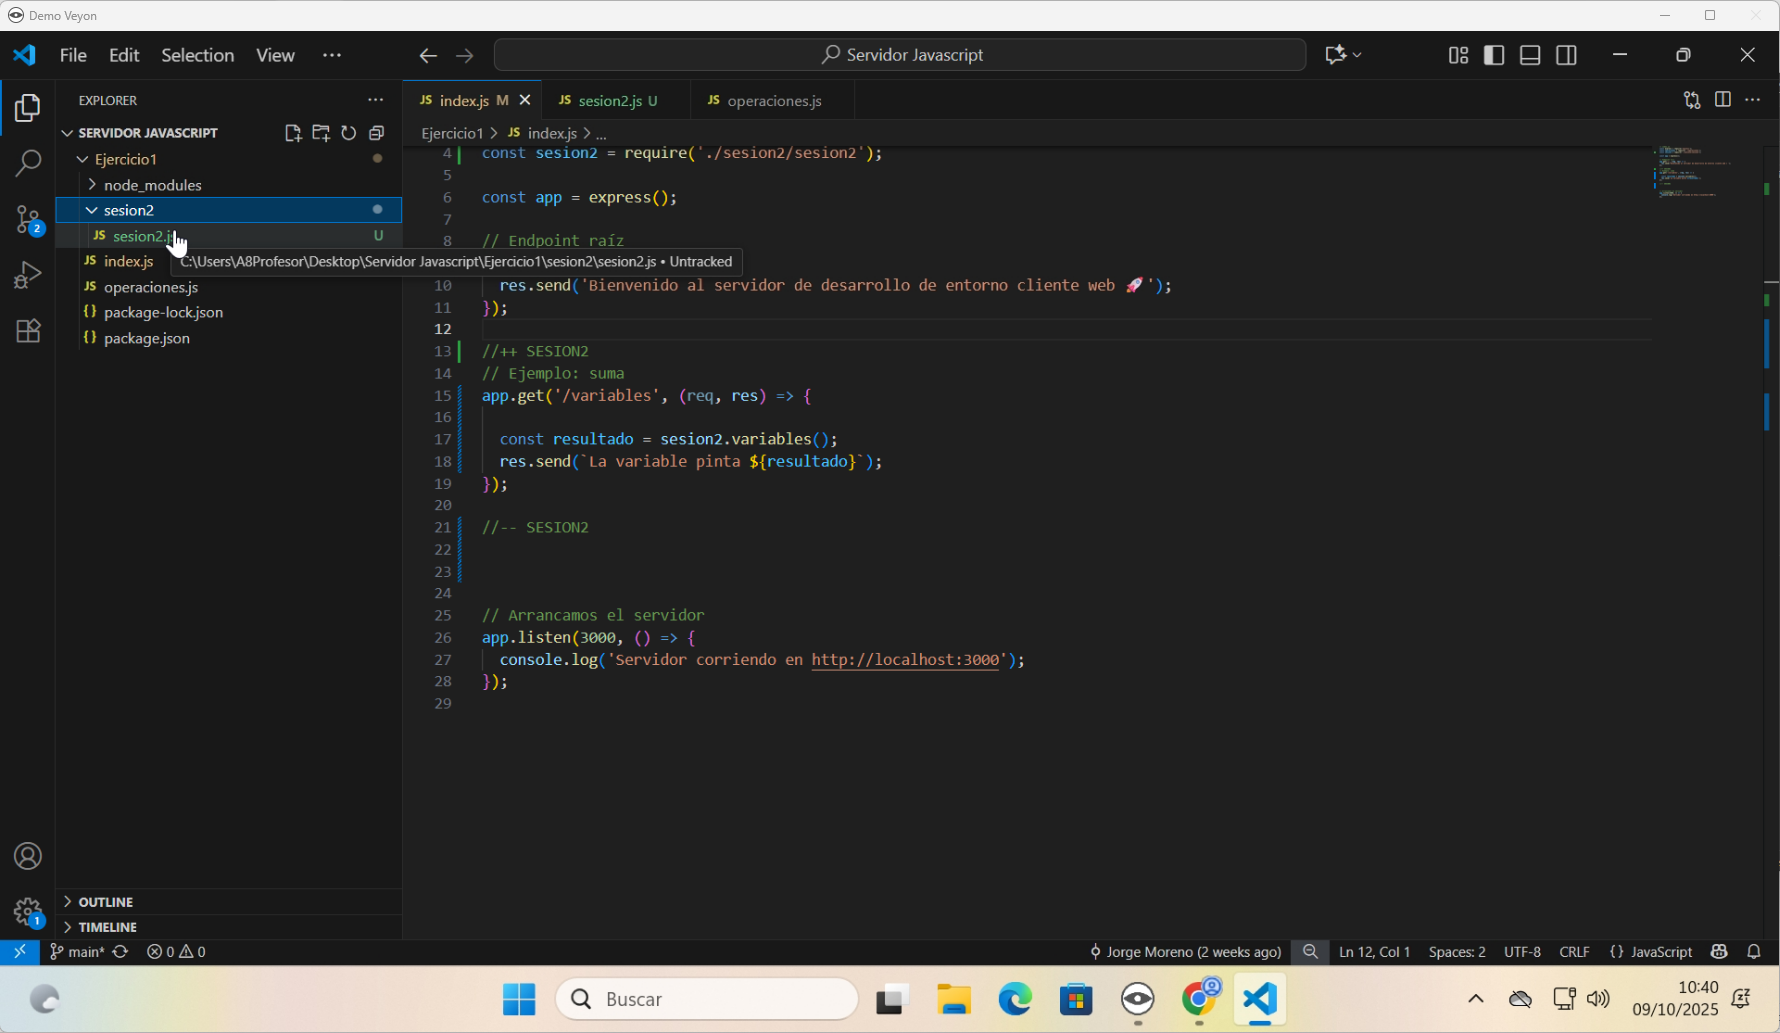 Demo Veyon
File Edit Selection View ···
Servidor Javascript
EXPLORER
JS index.js M
JS sesion2.js U
JS operaciones.js
SERVIDOR JAVASCRIPT
Ejercicio1 > JS index.js > ...
Ejercicio1
node_modules
sesion2
JS sesion2.js U
JS index.js
C:\Users\A8Profesor\Desktop\Servidor Javascript\Ejercicio1\sesion2\sesion2.js • Untracked
JS operaciones.js
{} package-lock.json
{} package.json
4 const sesion2 = require('./sesion2/sesion2');
5
6 const app = express();
7
8 // Endpoint raíz
10 res.send('Bienvenido al servidor de desarrollo de entorno cliente web 🚀');
11 });
12
13 //++ SESION2
14 // Ejemplo: suma
15 app.get('/variables', (req, res) => {
16
17 const resultado = sesion2.variables();
18 res.send(`La variable pinta ${resultado}`);
19 });
20
21 //-- SESION2
22
23
24
25 // Arrancamos el servidor
26 app.listen(3000, () => {
27 console.log('Servidor corriendo en http://localhost:3000');
28 });
29
2
1
OUTLINE
TIMELINE
main* 0 0
Jorge Moreno (2 weeks ago)
Ln 12, Col 1 Spaces: 2 UTF-8 CRLF {} JavaScript
Buscar
10:40
09/10/2025